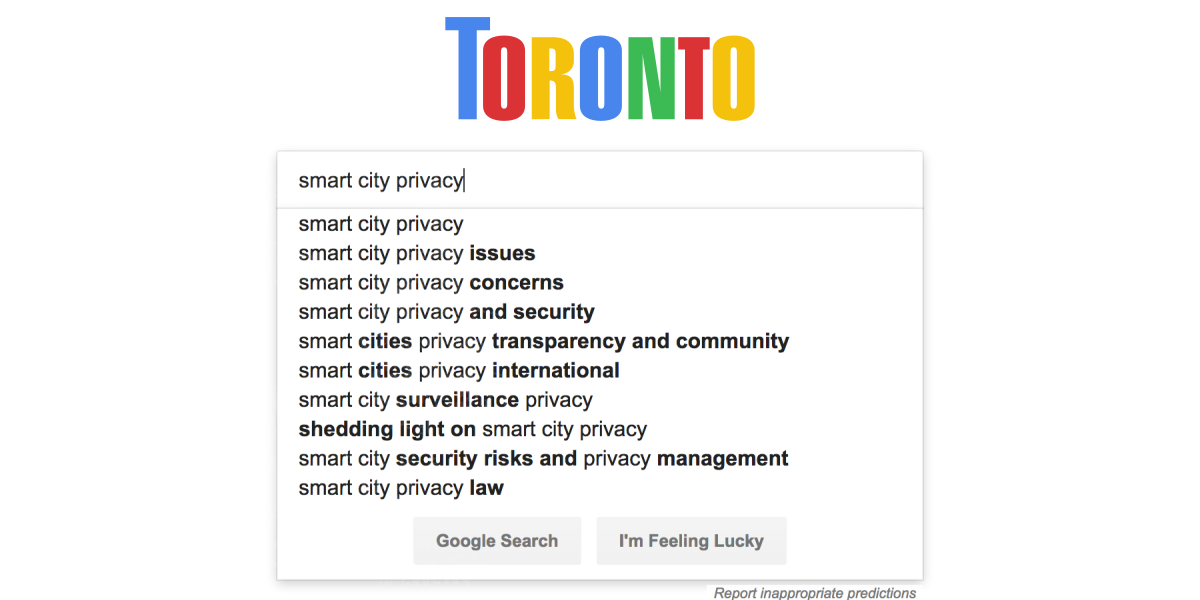 TORONTO
smart city privacy
smart city privacy
smart city privacy issues
smart city privacy concerns
smart city privacy and security
smart cities privacy transparency and community
smart cities privacy international
smart city surveillance privacy
shedding light on smart city privacy
smart city security risks and privacy management
smart city privacy law
Google Search I'm Feeling Lucky
Report inappropriate predictions